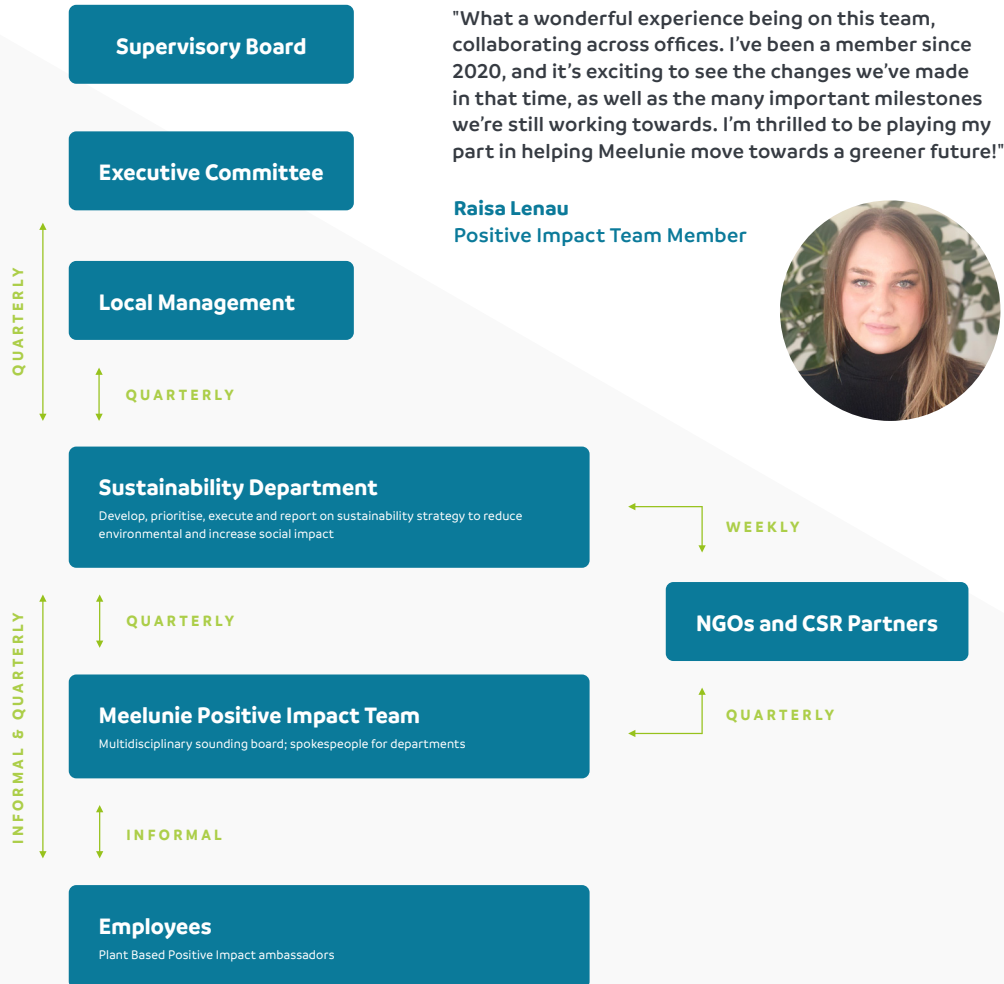 Supervisory Board
"What a wonderful experience being on this team,
collaborating across offices. I've been a member since
2020, and it's exciting to see the changes we've made
in that time, as well as the many important milestones
we're still working towards. I'm thrilled to be playing my
part in helping Meelunie move towards a greener future!"
Raisa Lenau
Positive Impact Team Member
Executive Committee
QUARTERLY
Local Management
QUARTERLY
Sustainability Department
Develop, prioritise, execute and report on sustainability strategy to reduce
environmental and increase social impact
WEEKLY
NGOs and CSR Partners
QUARTERLY
INFORMAL & QUARTERLY
QUARTERLY
Meelunie Positive Impact Team
Multidisciplinary sounding board; spokespeople for departments
INFORMAL
Employees
Plant Based Positive Impact ambassadors